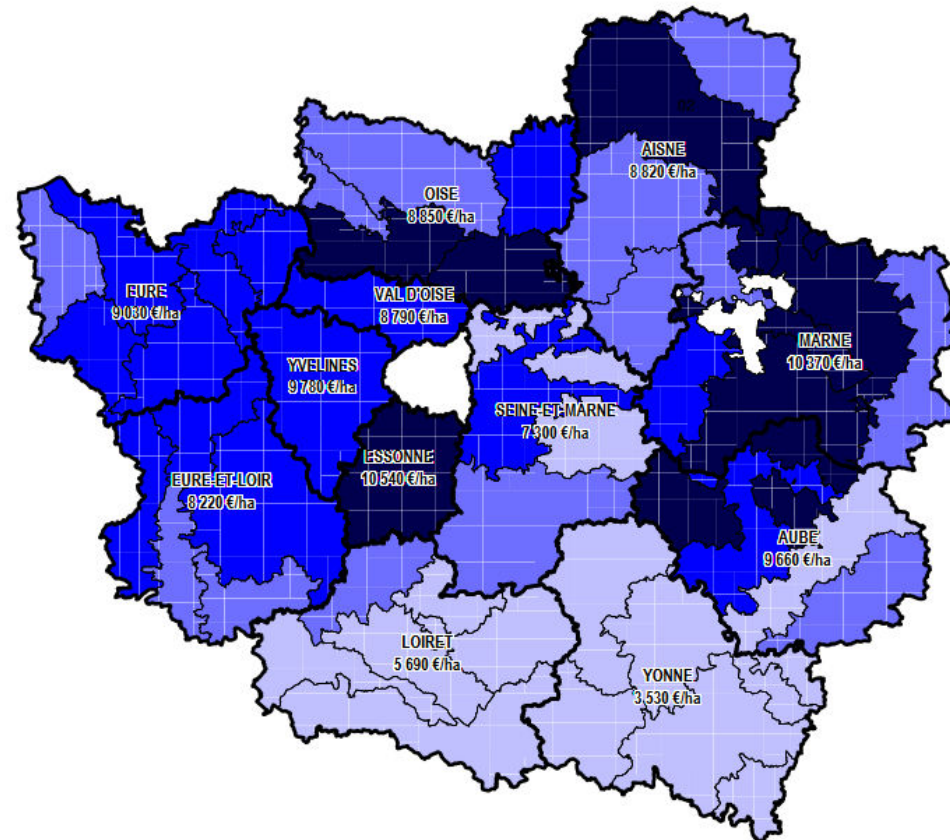 AISNE
8 820 €/ha
OISE
8 850 €/ha
EURE
9 030 €/ha
VAL D'OISE
8 790 €/ha
MARNE
10 370 €/ha
YVELINES
9 780 €/ha
SEINE-ET-MARNE
7 300 €/ha
ESSONNE
10 540 €/ha
EURE-ET-LOIR
8 220 €/ha
AUBE
9 660 €/ha
LOIRET
5 690 €/ha
YONNE
3 530 €/ha